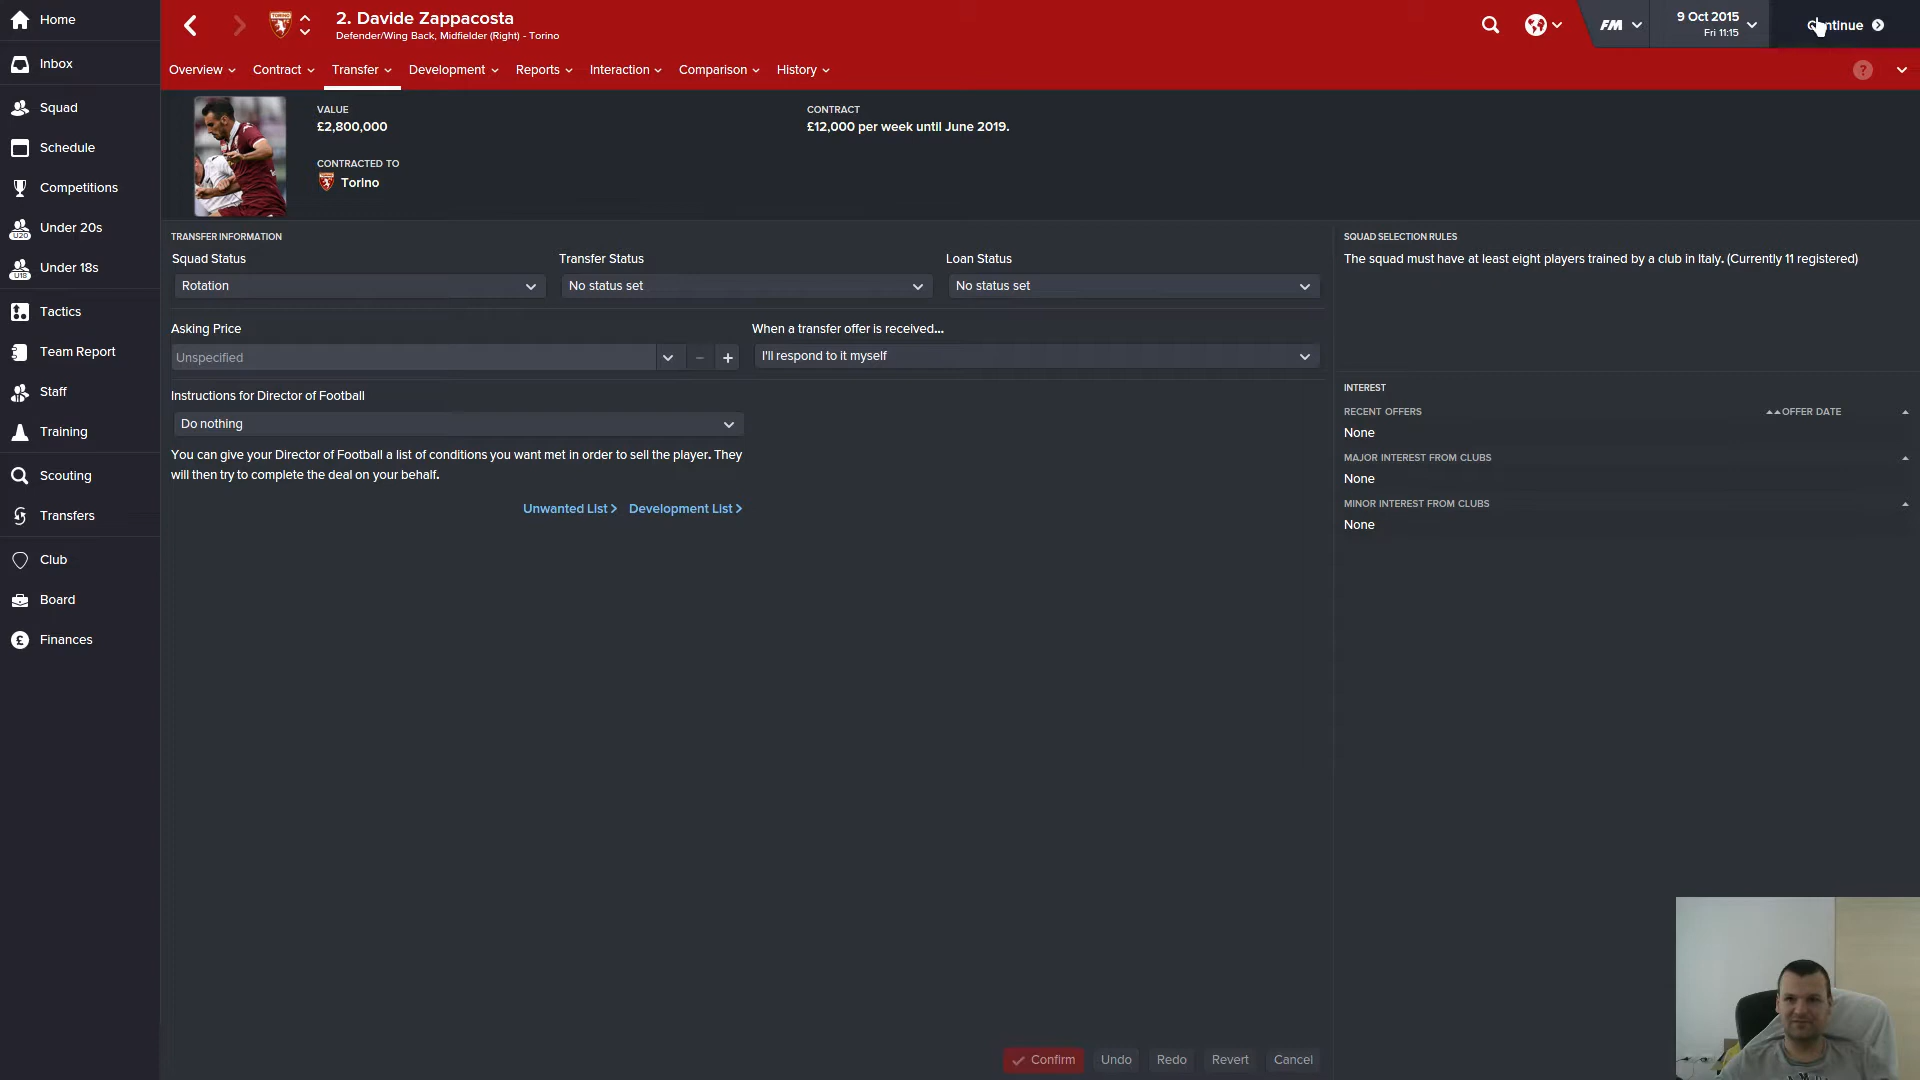 Home
Inbox
Squad
Schedule
Competitions
Under 20s
Under 18s
Tactics
Team Report
Staff
Training
Scouting
Transfers
Club
Board
Finances
2. Davide Zappacosta
Defender/Wing Back, Midfielder (Right) - Torino
FM
9 Oct 2015
Fri 11:15
Continue
Overview Contract Transfer Development Reports Interaction Comparison History
?
VALUE
£2,800,000
CONTRACTED TO
Torino
CONTRACT
£12,000 per week until June 2019.
TRANSFER INFORMATION
Squad Status Transfer Status Loan Status
Rotation No status set No status set
Asking Price When a transfer offer is received...
Unspecified I'll respond to it myself
Instructions for Director of Football
Do nothing
You can give your Director of Football a list of conditions you want met in order to sell the player. They
will then try to complete the deal on your behalf.
Unwanted List > Development List >
SQUAD SELECTION RULES
The squad must have at least eight players trained by a club in Italy. (Currently 11 registered)
INTEREST
RECENT OFFERS OFFER DATE
None
MAJOR INTEREST FROM CLUBS
None
MINOR INTEREST FROM CLUBS
None
Confirm Undo Redo Revert Cancel